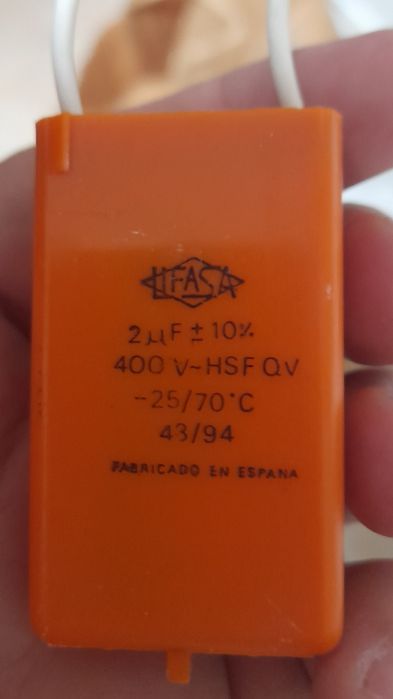 LIFASA
2µF ± 10%
400 V~HSF QV
-25/70°C
43/94
FABRICADO EN ESPANA